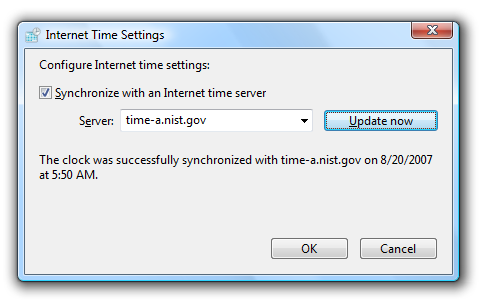 Internet Time Settings
Configure Internet time settings:
Synchronize with an Internet time server
Server: time-a.nist.gov Update now
The clock was successfully synchronized with time-a.nist.gov on 8/20/2007
at 5:50 AM.
OK Cancel